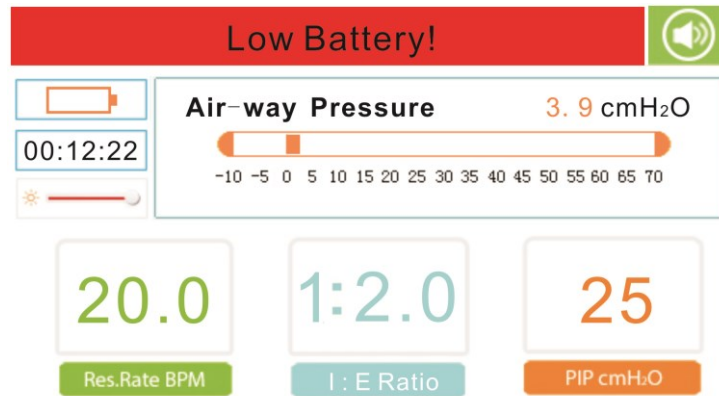 Low Battery!
Air-way Pressure 3.9 cmH₂O
00:12:22
-10 -5 0 5 10 15 20 25 30 35 40 45 50 55 60 65 70
20.0 1:2.0 25
Res.Rate BPM I : E Ratio PIP cmH₂O